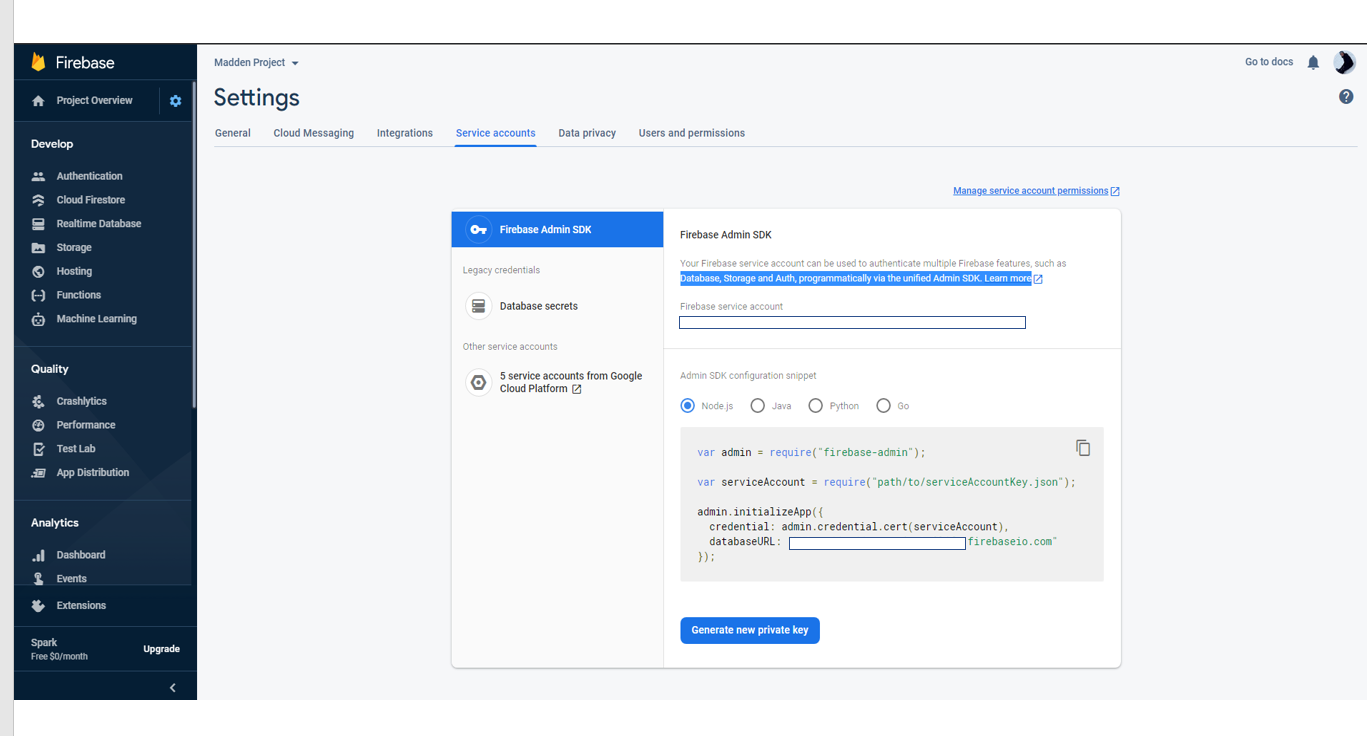 Firebase
Project Overview
Develop
Authentication
Cloud Firestore
Realtime Database
Storage
Hosting
Functions
Machine Learning
Quality
Crashlytics
Performance
Test Lab
App Distribution
Analytics
Dashboard
Events
Extensions
Spark
Free $0/month
Upgrade
Madden Project
Go to docs
Settings
General Cloud Messaging Integrations Service accounts Data privacy Users and permissions
Manage service account permissions
Firebase Admin SDK
Legacy credentials
Database secrets
Other service accounts
5 service accounts from Google
Cloud Platform
Firebase Admin SDK
Your Firebase service account can be used to authenticate multiple Firebase features, such as
Database, Storage and Auth, programmatically via the unified Admin SDK. Learn more
Firebase service account
Admin SDK configuration snippet
Node.js Java Python Go
var admin = require("firebase-admin");
var serviceAccount = require("path/to/serviceAccountKey.json");
admin.initializeApp({
credential: admin.credential.cert(serviceAccount),
databaseURL: firebaseio.com"
});
Generate new private key